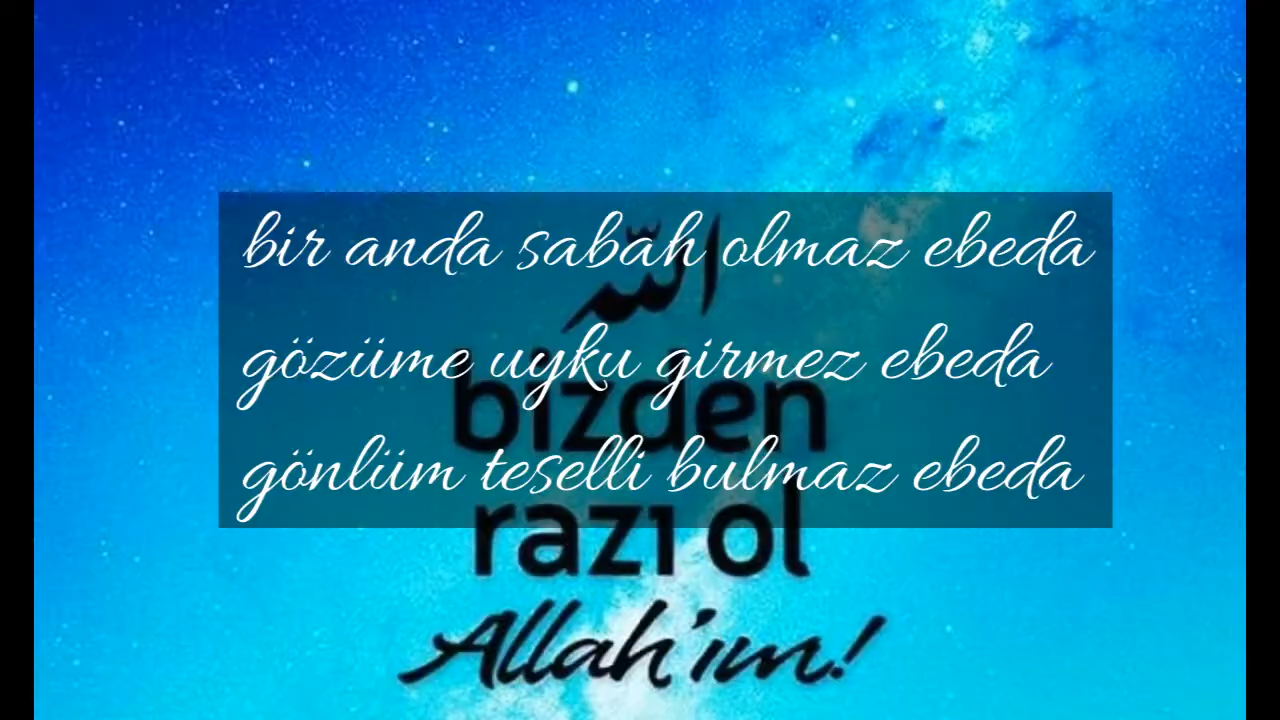 bir anda sabah olmaz ebeda
الله
gözüme uyku girmez ebeda
bizden
gönlüm teselli bulmaz ebeda
razı ol
Allah'ım!